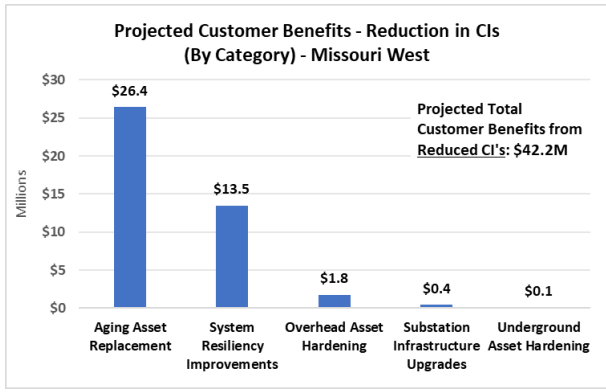 Projected Customer Benefits - Reduction in CIs
(By Category) - Missouri West
$30
$25
$20
$15
$10
$5
$0
Millions
$26.4
$13.5
$1.8
$0.4
$0.1
Projected Total
Customer Benefits from
Reduced CI's: $42.2M
Aging Asset
Replacement
System
Resiliency
Improvements
Overhead Asset
Hardening
Substation
Infrastructure
Upgrades
Underground
Asset Hardening